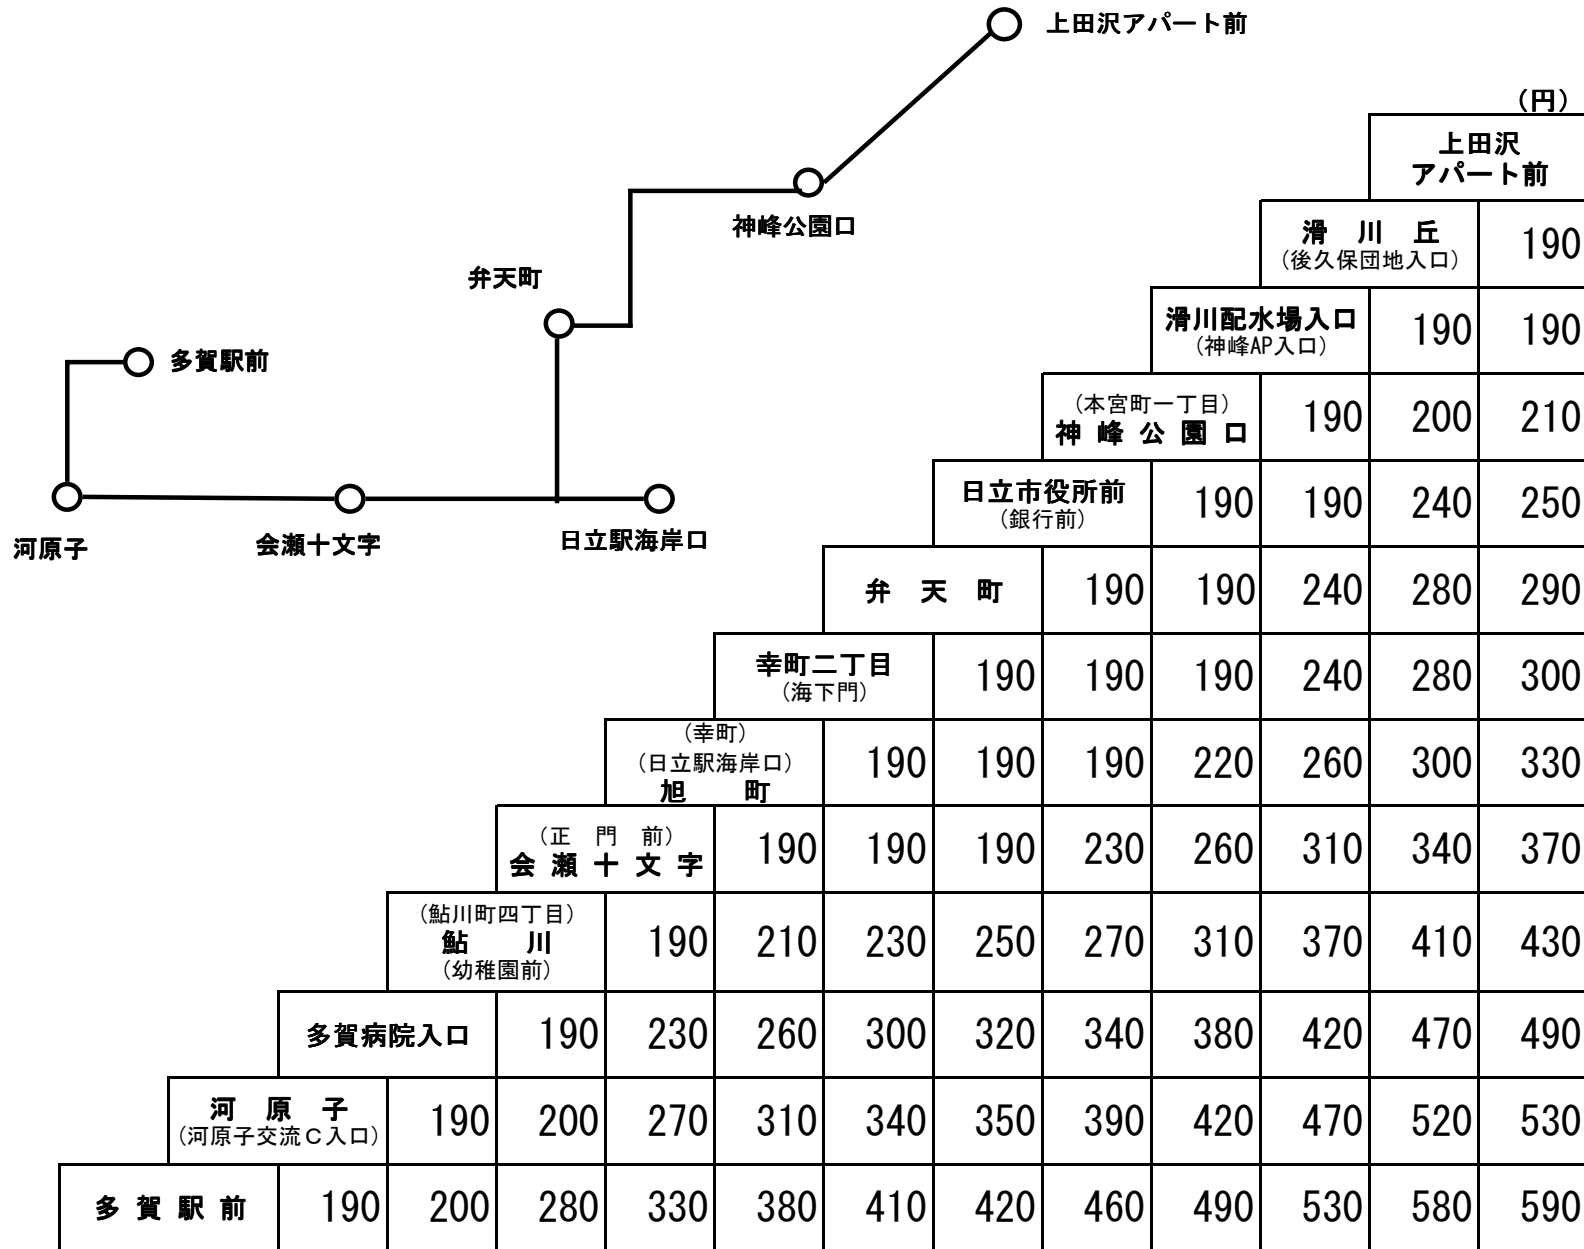 上田沢アパート前
(円)
上田沢
アパート前
神峰公園口
滑 川 丘
(後久保団地入口)
190
弁天町
滑川配水場入口
(神峰AP入口)
190 190
多賀駅前
(本宮町一丁目)
神 峰 公 園 口
190 200 210
日立市役所前
(銀行前)
190 190 240 250
河原子
会瀬十文字
日立駅海岸口
弁 天 町
190 190 240 280 290
幸町二丁目
(海下門)
190 190 190 240 280 300
(幸町)
(日立駅海岸口)
旭 町
190 190 190 220 260 300 330
(正 門 前)
会 瀬 十 文 字
190 190 190 230 260 310 340 370
(鮎川町四丁目)
鮎 川
(幼稚園前)
190 210 230 250 270 310 370 410 430
多賀病院入口
190 230 260 300 320 340 380 420 470 490
河 原 子
(河原子交流C入口)
190 200 270 310 340 350 390 420 470 520 530
多 賀 駅 前
190 200 280 330 380 410 420 460 490 530 580 590